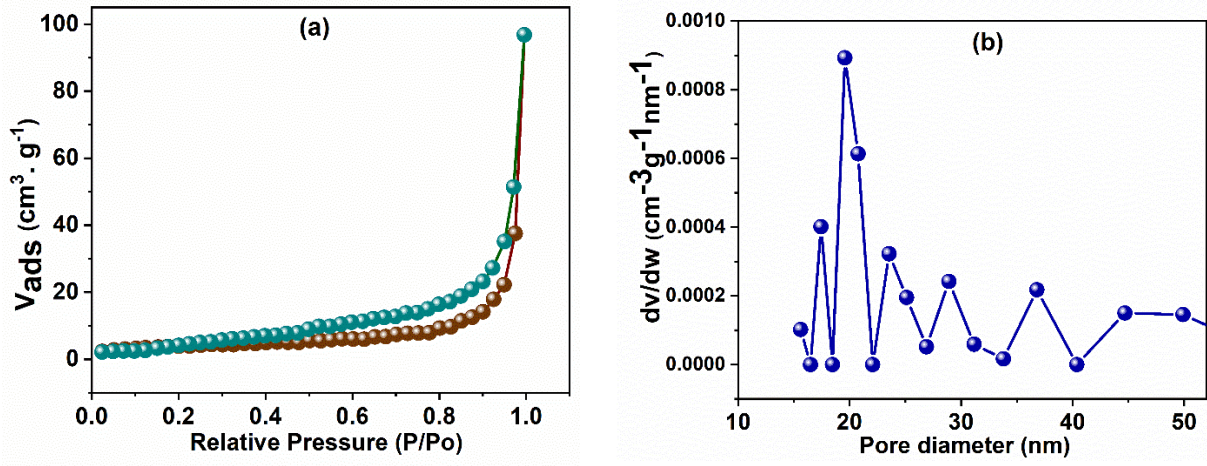 (a)
100
80
60
40
20
0
Vads (cm³ · g⁻¹)
0.0 0.2 0.4 0.6 0.8 1.0
Relative Pressure (P/Po)
(b)
0.0010
0.0008
0.0006
0.0004
0.0002
0.0000
dv/dw (cm-3g-1nm-1)
10 20 30 40 50
Pore diameter (nm)